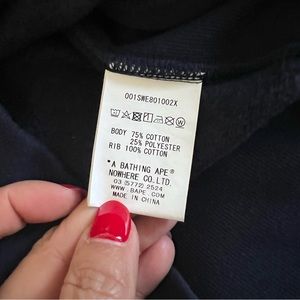 001SWE801002X
BODY 75% COTTON
25% POLYESTER
RIB 100% COTTON
"A BATHING APE®
NOWHERE CO.LTD.
03 (5772) 2524
WWW.BAPE.COM
MADE IN CHINA